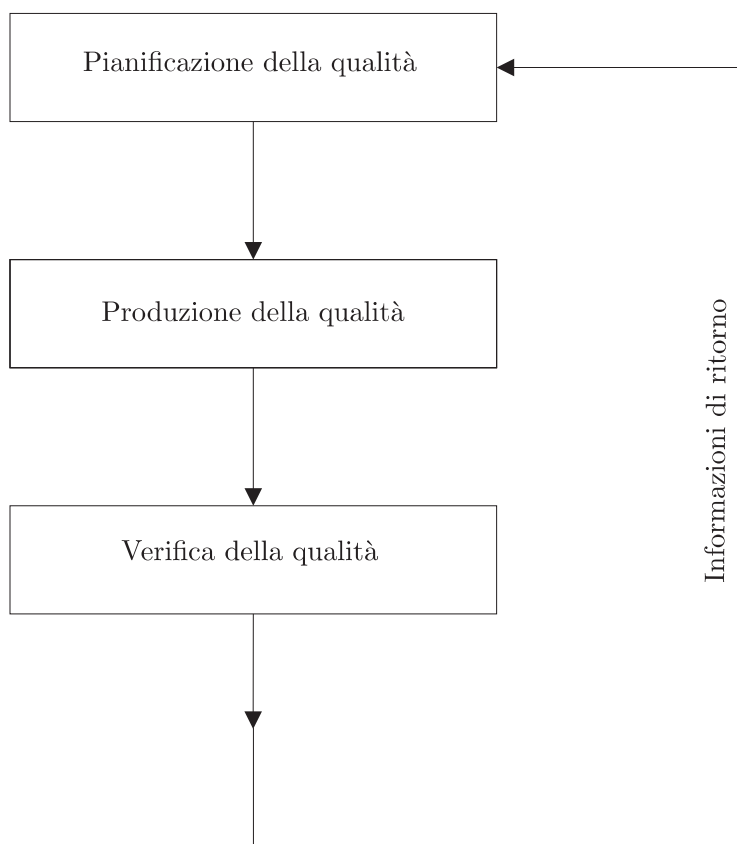 Pianificazione della qualità
Produzione della qualità
Verifica della qualità
Informazioni di ritorno